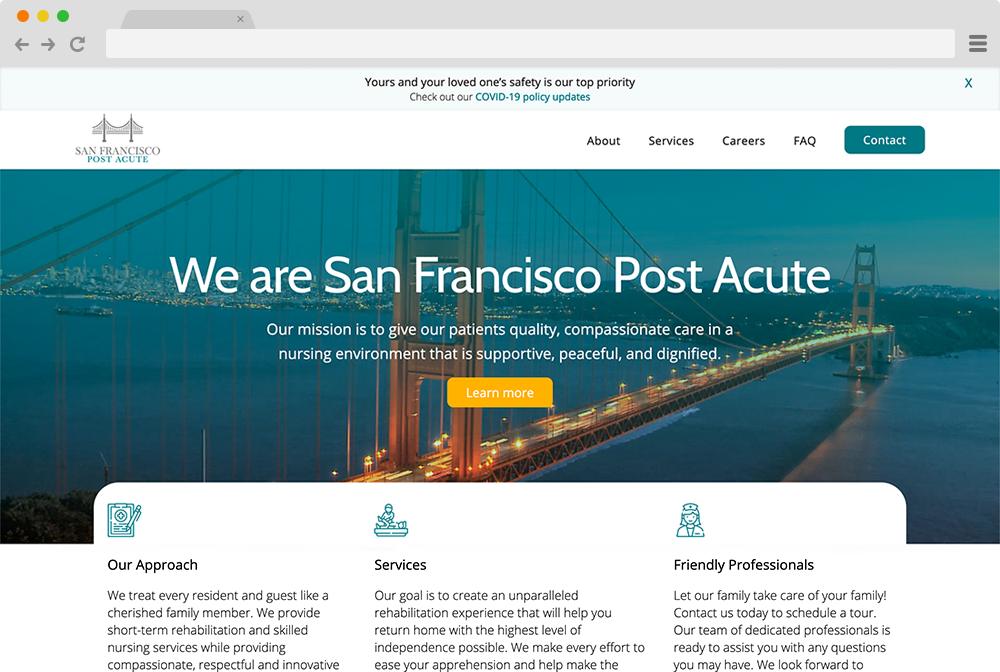 Yours and your loved one's safety is our top priority
Check out our COVID-19 policy updates
X
SAN FRANCISCO
POST ACUTE
About
Services
Careers
FAQ
Contact
We are San Francisco Post Acute
Our mission is to give our patients quality, compassionate care in a
nursing environment that is supportive, peaceful, and dignified.
Learn more
Our Approach
We treat every resident and guest like a
cherished family member. We provide
short-term rehabilitation and skilled
nursing services while providing
compassionate, respectful and innovative
Services
Our goal is to create an unparalleled
rehabilitation experience that will help you
return home with the highest level of
independence possible. We make every effort to
ease your apprehension and help make the
Friendly Professionals
Let our family take care of your family!
Contact us today to schedule a tour.
Our team of dedicated professionals is
ready to assist you with any questions
you may have. We look forward to